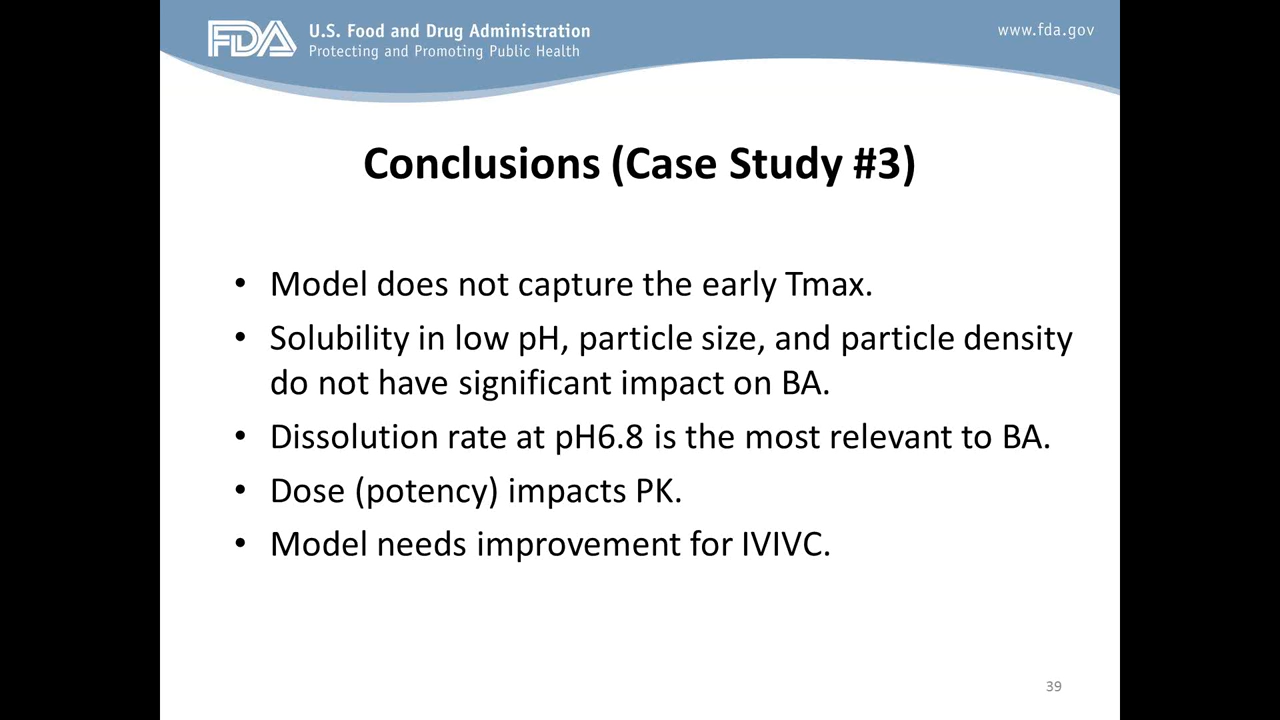 FDA
U.S. Food and Drug Administration
Protecting and Promoting Public Health
www.fda.gov
Conclusions (Case Study #3)
• Model does not capture the early Tmax.
• Solubility in low pH, particle size, and particle density
do not have significant impact on BA.
• Dissolution rate at pH6.8 is the most relevant to BA.
• Dose (potency) impacts PK.
• Model needs improvement for IVIVC.
39